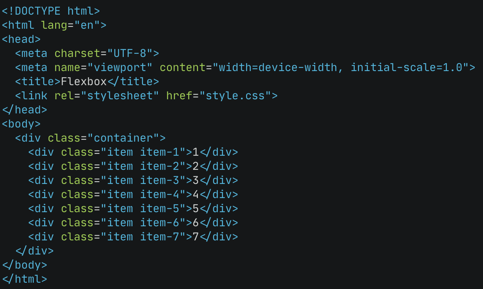 <!DOCTYPE html>
<html lang="en">
<head>
  <meta charset="UTF-8">
  <meta name="viewport" content="width=device-width, initial-scale=1.0">
  <title>Flexbox</title>
  <link rel="stylesheet" href="style.css">
</head>
<body>
  <div class="container">
    <div class="item item-1">1</div>
    <div class="item item-2">2</div>
    <div class="item item-3">3</div>
    <div class="item item-4">4</div>
    <div class="item item-5">5</div>
    <div class="item item-6">6</div>
    <div class="item item-7">7</div>
  </div>
</body>
</html>